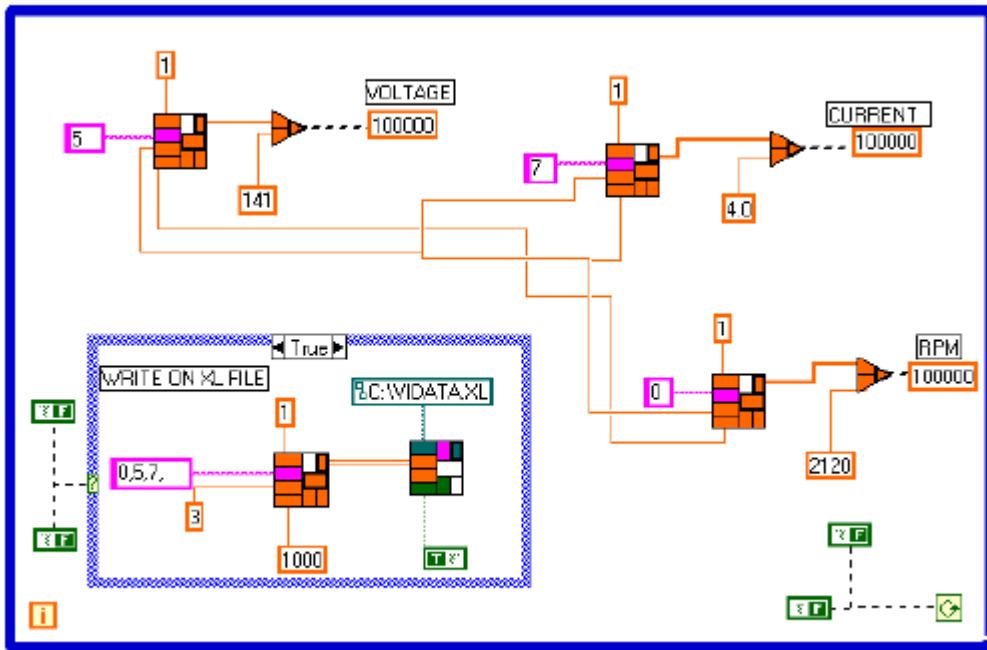 1
VOLTAGE
100000
5
141
1
CURRENT
100000
7
4.0
1
RPM
100000
0
2120
True
WRITE ON XL FILE
C:\WIDATA.XL
1
0,5,7,
3
1000
F
F
T
F
F
?
i